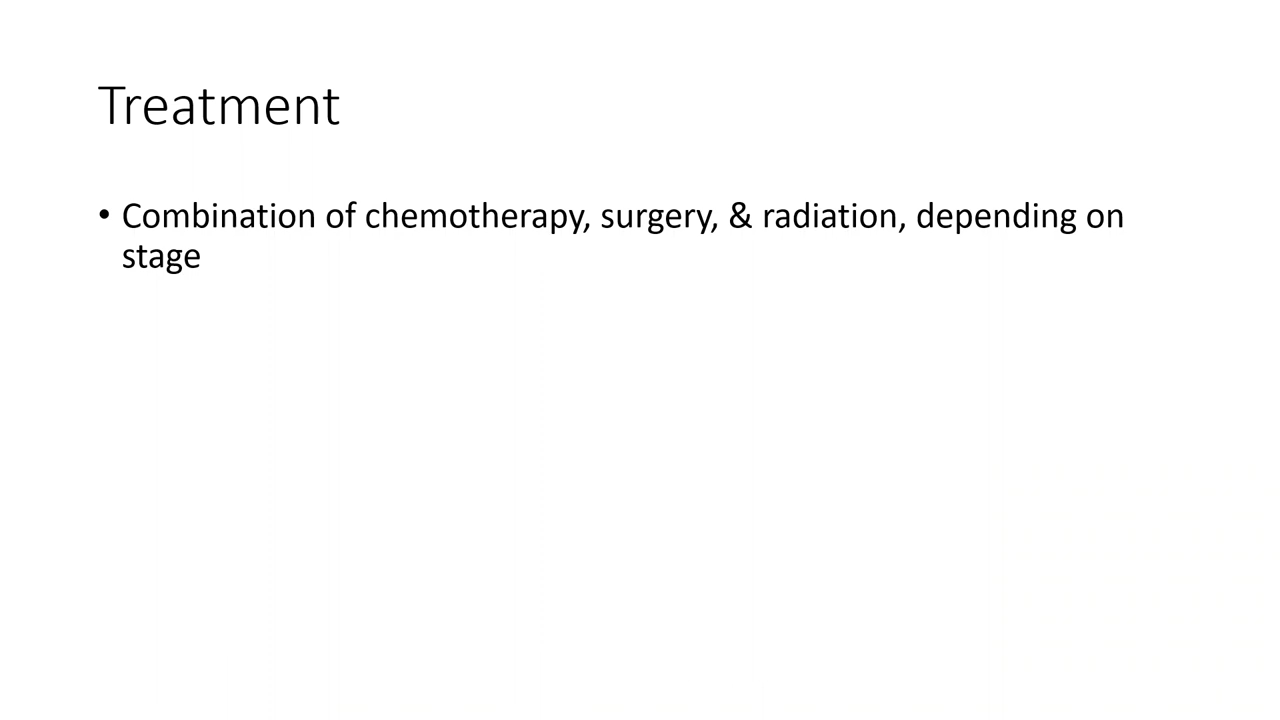 Treatment
• Combination of chemotherapy, surgery, & radiation, depending on
stage